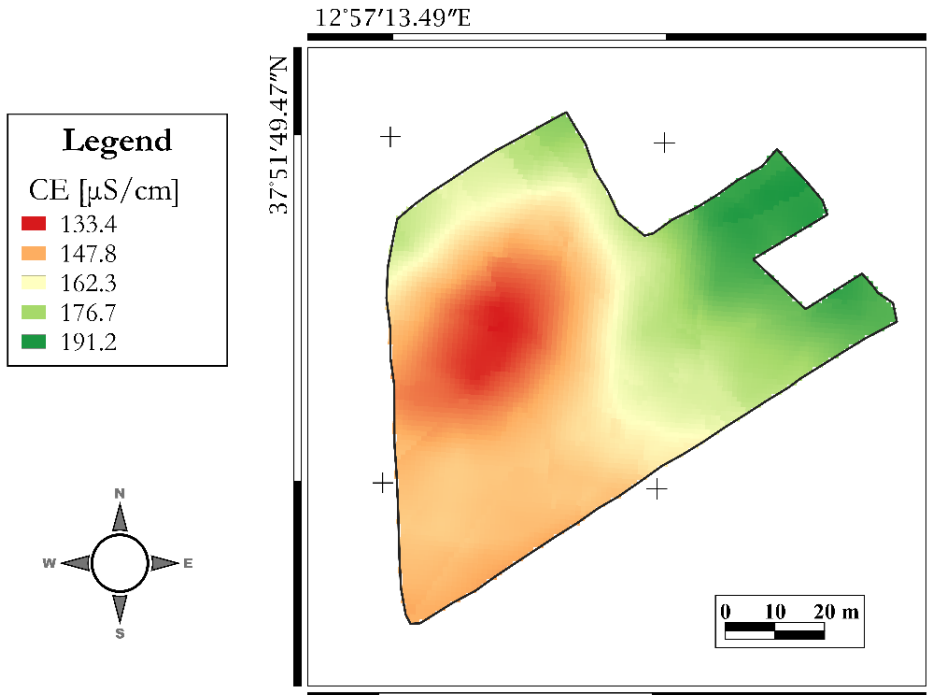 12°57′13.49″E
37°51′49.47″N
Legend
CE [µS/cm]
133.4
147.8
162.3
176.7
191.2
N
W E
S
0 10 20 m